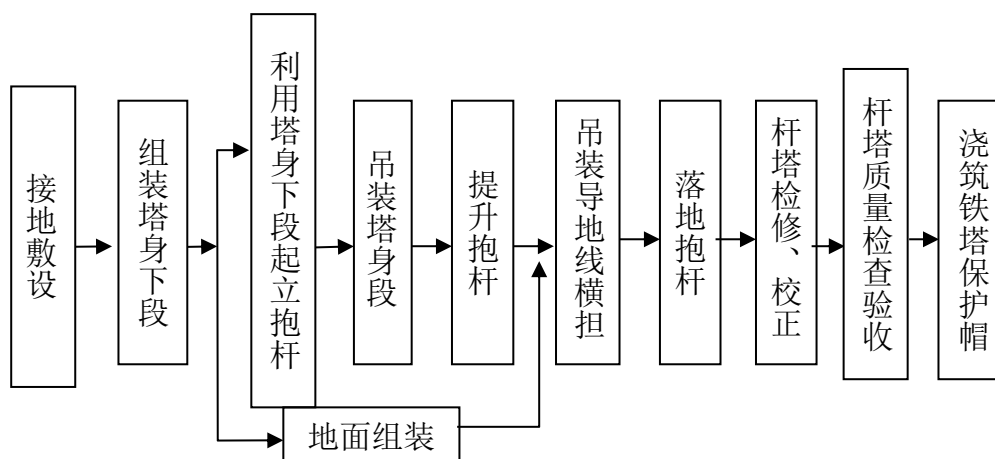 接地敷设
组装塔身下段
利用塔身下段起立抱杆
吊装塔身段
提升抱杆
吊装导地线横担
落地抱杆
杆塔检修、校正
杆塔质量检查验收
浇筑铁塔保护帽
地面组装